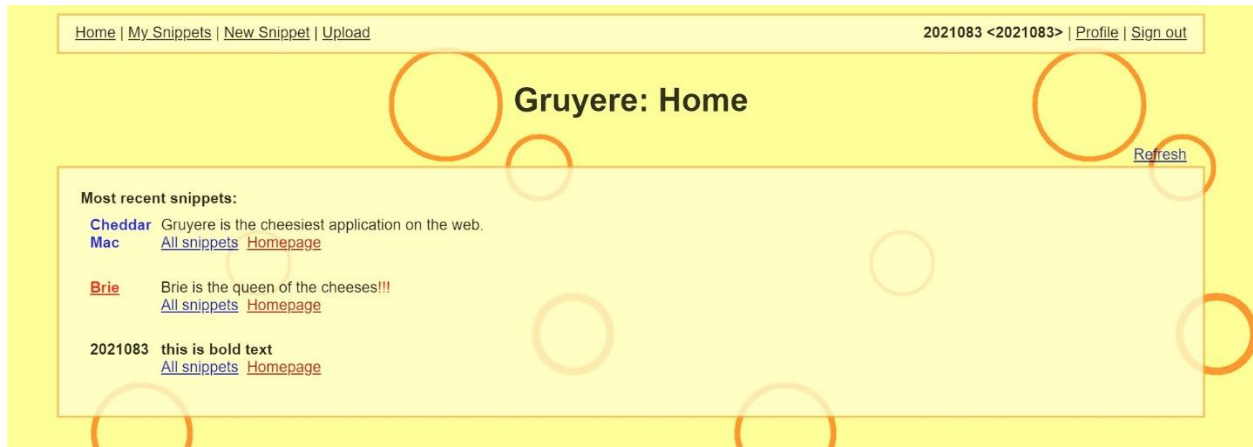 Home | My Snippets | New Snippet | Upload
2021083 <2021083> | Profile | Sign out
Gruyere: Home
Refresh
Most recent snippets:
Cheddar Gruyere is the cheesiest application on the web.
Mac All snippets Homepage
Brie Brie is the queen of the cheeses!!!
All snippets Homepage
2021083 this is bold text
All snippets Homepage